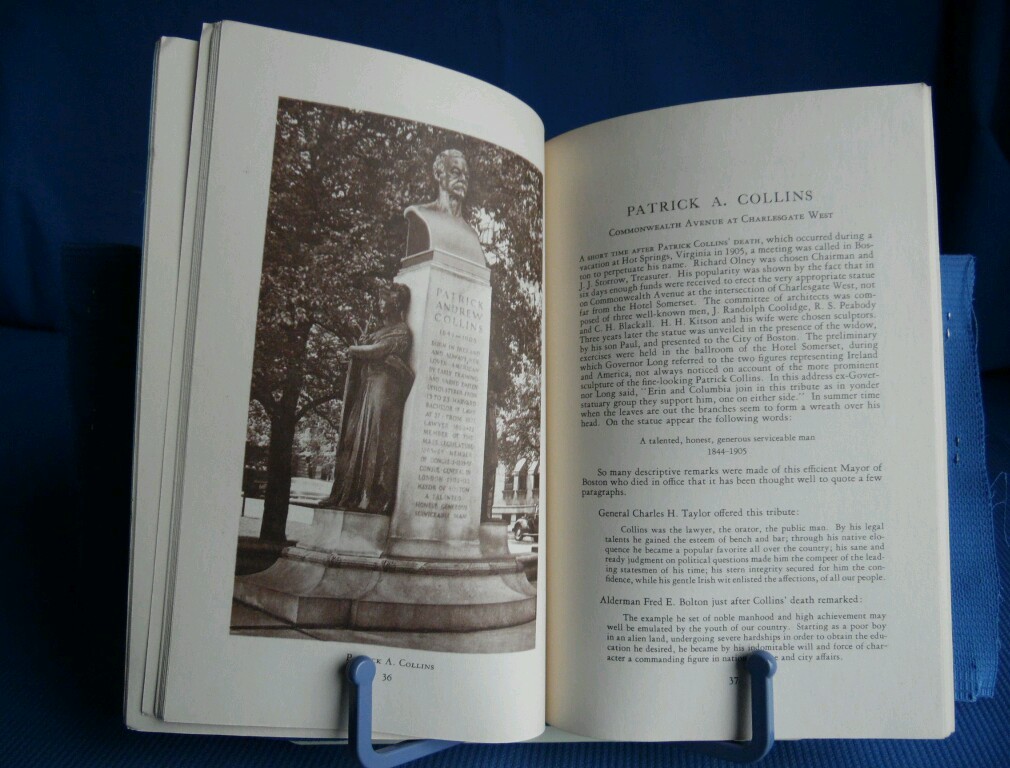 PATRICK
ANDREW
COLLINS
A TALENTED
HONEST GENEROUS
SERVICEABLE MAN
A. COLLINS
36
PATRICK A. COLLINS
COMMONWEALTH AVENUE AT CHARLESGATE WEST
A SHORT TIME AFTER PATRICK COLLINS' DEATH, which occurred during a
vacation at Hot Springs, Virginia in 1905, a meeting was called in Bos-
ton to perpetuate his name. Richard Olney was chosen Chairman and
J. J. Storrow, Treasurer. His popularity was shown by the fact that in
six days enough funds were received to erect the very appropriate statue
on Commonwealth Avenue at the intersection of Charlesgate West, not
far from the Hotel Somerset. The committee of architects was com-
posed of three well-known men, J. Randolph Coolidge, R. S. Peabody
and C. H. Blackall. H. H. Kitson and his wife were chosen sculptors.
Three years later the statue was unveiled in the presence of the widow,
by his son Paul, and presented to the City of Boston. The preliminary
exercises were held in the ballroom of the Hotel Somerset, during
which Governor Long referred to the two figures representing Ireland
and America, not always noticed on account of the more prominent
sculpture of the fine-looking Patrick Collins. In this address ex-Gover-
nor Long said, "Erin and Columbia join in this tribute as in yonder
statuary group they support him, one on either side." In summer time
when the leaves are out the branches seem to form a wreath over his
head. On the statue appear the following words:
A talented, honest, generous serviceable man
1844-1905
So many descriptive remarks were made of this efficient Mayor of
Boston who died in office that it has been thought well to quote a few
paragraphs.
General Charles H. Taylor offered this tribute:
Collins was the lawyer, the orator, the public man. By his legal
talents he gained the esteem of bench and bar; through his native elo-
quence he became a popular favorite all over the country; his sane and
ready judgment on political questions made him the compeer of the lead-
ing statesmen of his time; his stern integrity secured for him the con-
fidence, while his gentle Irish wit enlisted the affections, of all our people.
Alderman Fred E. Bolton just after Collins' death remarked:
The example he set of noble manhood and high achievement may
well be emulated by the youth of our country. Starting as a poor boy
in an alien land, undergoing severe hardships in order to obtain the edu-
cation he desired, he became by his indomitable will and force of char-
acter a commanding figure in and city affairs.
37